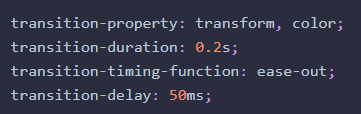 transition-property: transform, color;
transition-duration: 0.2s;
transition-timing-function: ease-out;
transition-delay: 50ms;